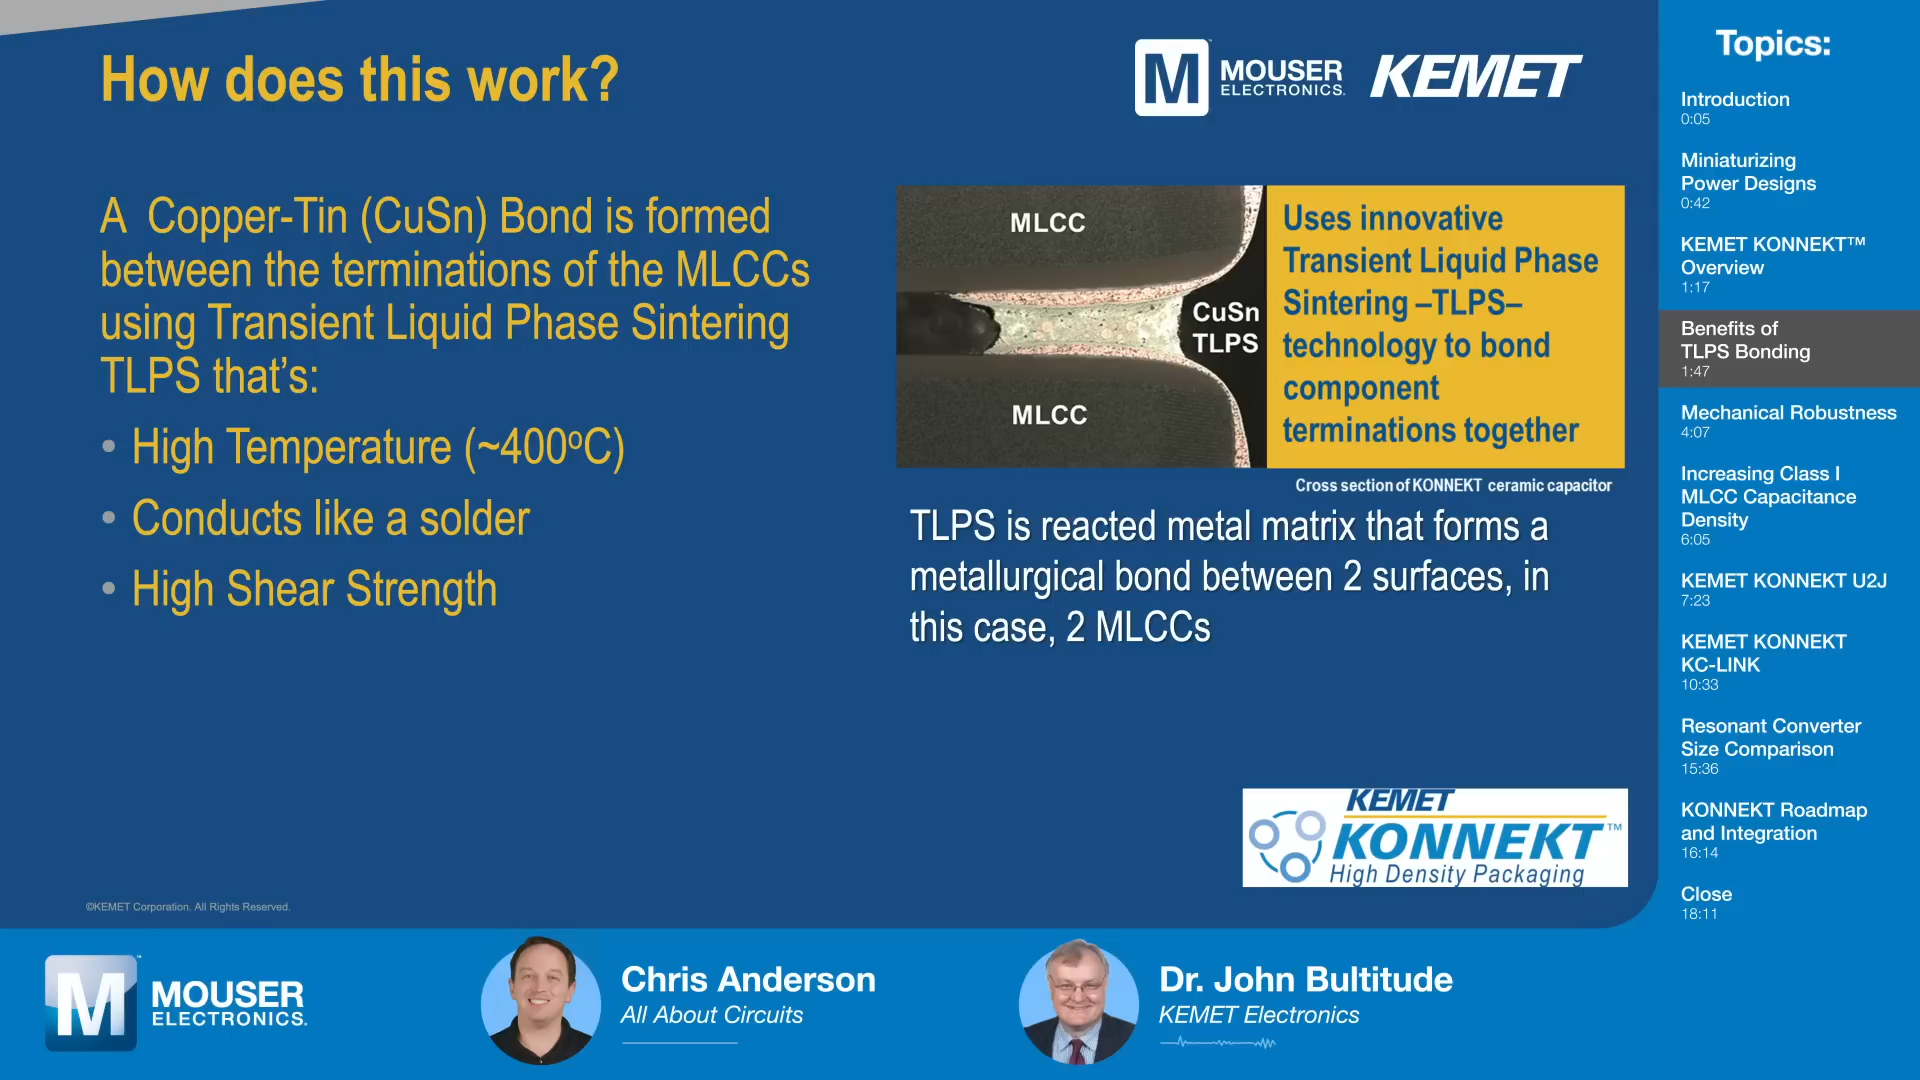 How does this work?
M MOUSER
ELECTRONICS.
KEMET
A Copper-Tin (CuSn) Bond is formed
between the terminations of the MLCCs
using Transient Liquid Phase Sintering
TLPS that’s:
• High Temperature (~400ºC)
• Conducts like a solder
• High Shear Strength
MLCC
CuSn
TLPS
MLCC
Uses innovative
Transient Liquid Phase
Sintering –TLPS–
technology to bond
component
terminations together
Cross section of KONNEKT ceramic capacitor
TLPS is reacted metal matrix that forms a
metallurgical bond between 2 surfaces, in
this case, 2 MLCCs
KEMET
KONNEKT™
High Density Packaging
©KEMET Corporation. All Rights Reserved.
Topics:
Introduction
0:05
Miniaturizing
Power Designs
0:42
KEMET KONNEKT™
Overview
1:17
Benefits of
TLPS Bonding
1:47
Mechanical Robustness
4:07
Increasing Class I
MLCC Capacitance
Density
6:05
KEMET KONNEKT U2J
7:23
KEMET KONNEKT
KC-LINK
10:33
Resonant Converter
Size Comparison
15:36
KONNEKT Roadmap
and Integration
16:14
Close
18:11
M MOUSER
ELECTRONICS.
Chris Anderson
All About Circuits
Dr. John Bultitude
KEMET Electronics